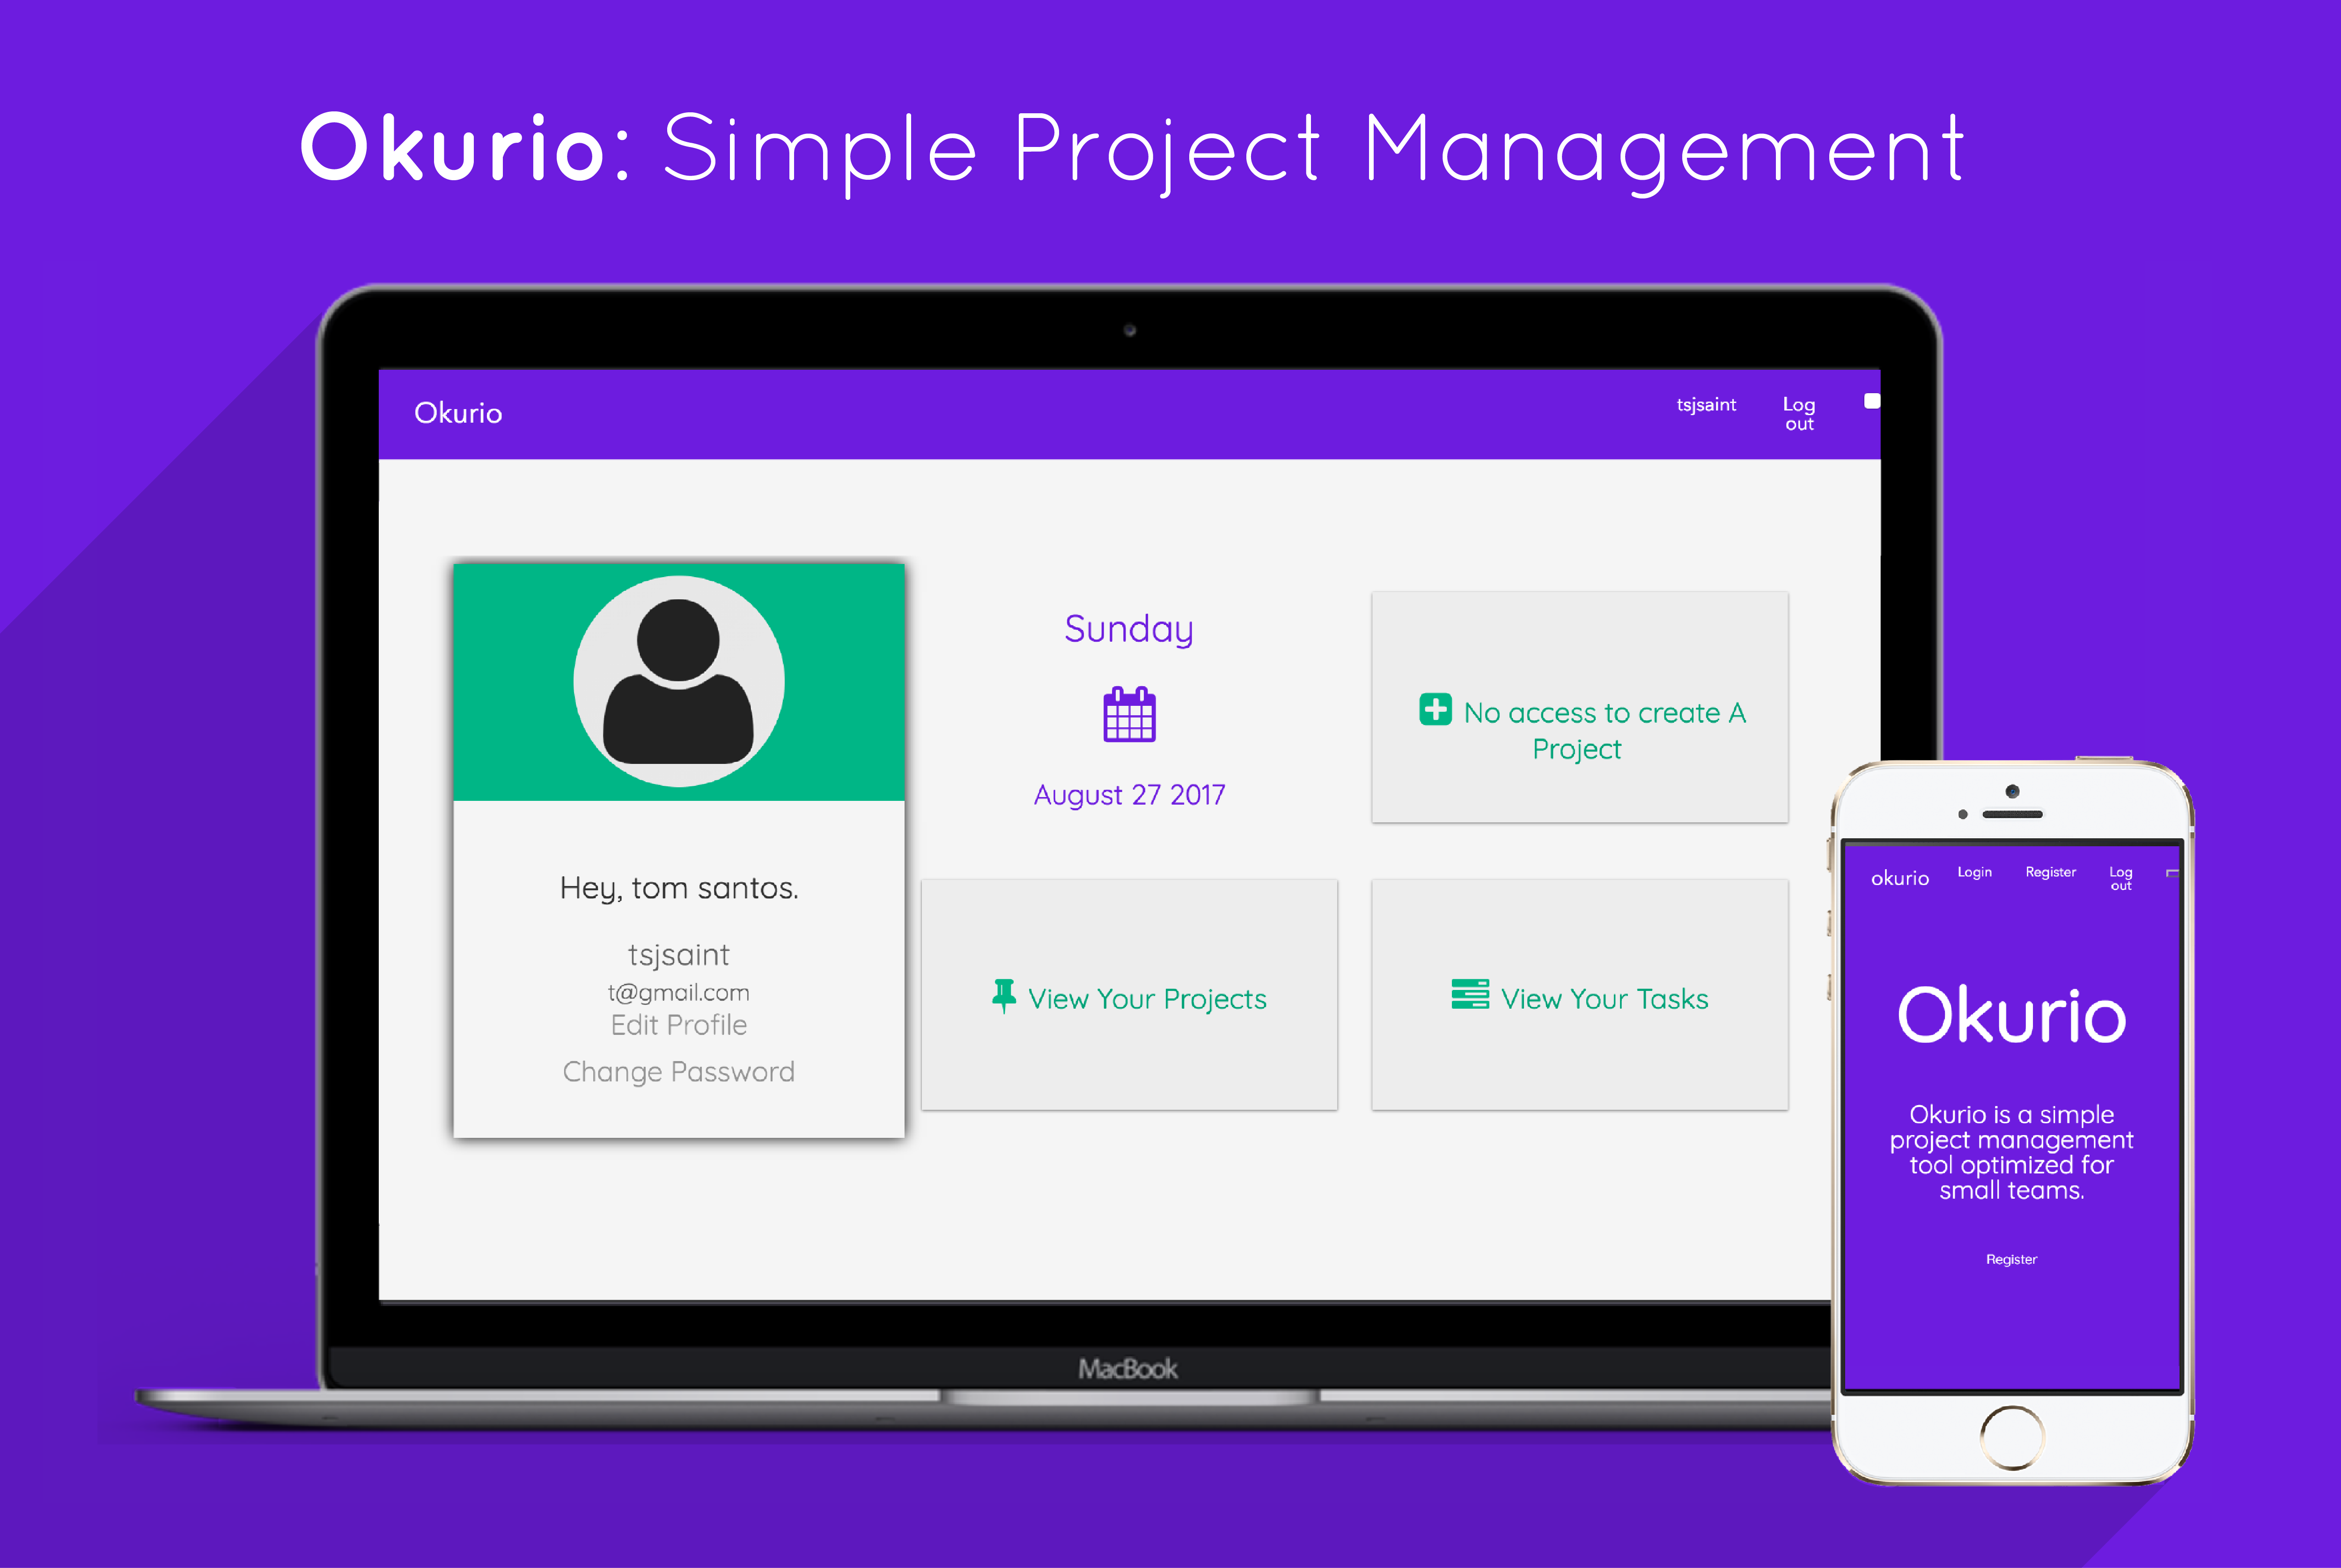 Okurio: Simple Project Management
Okurio
tsjsaint
Log
out
Sunday
August 27 2017
No access to create A
Project
Hey, tom santos.
tsjsaint
t@gmail.com
Edit Profile
Change Password
View Your Projects
View Your Tasks
MacBook
okurio
Login
Register
Log
out
Okurio
Okurio is a simple
project management
tool optimized for
small teams.
Register